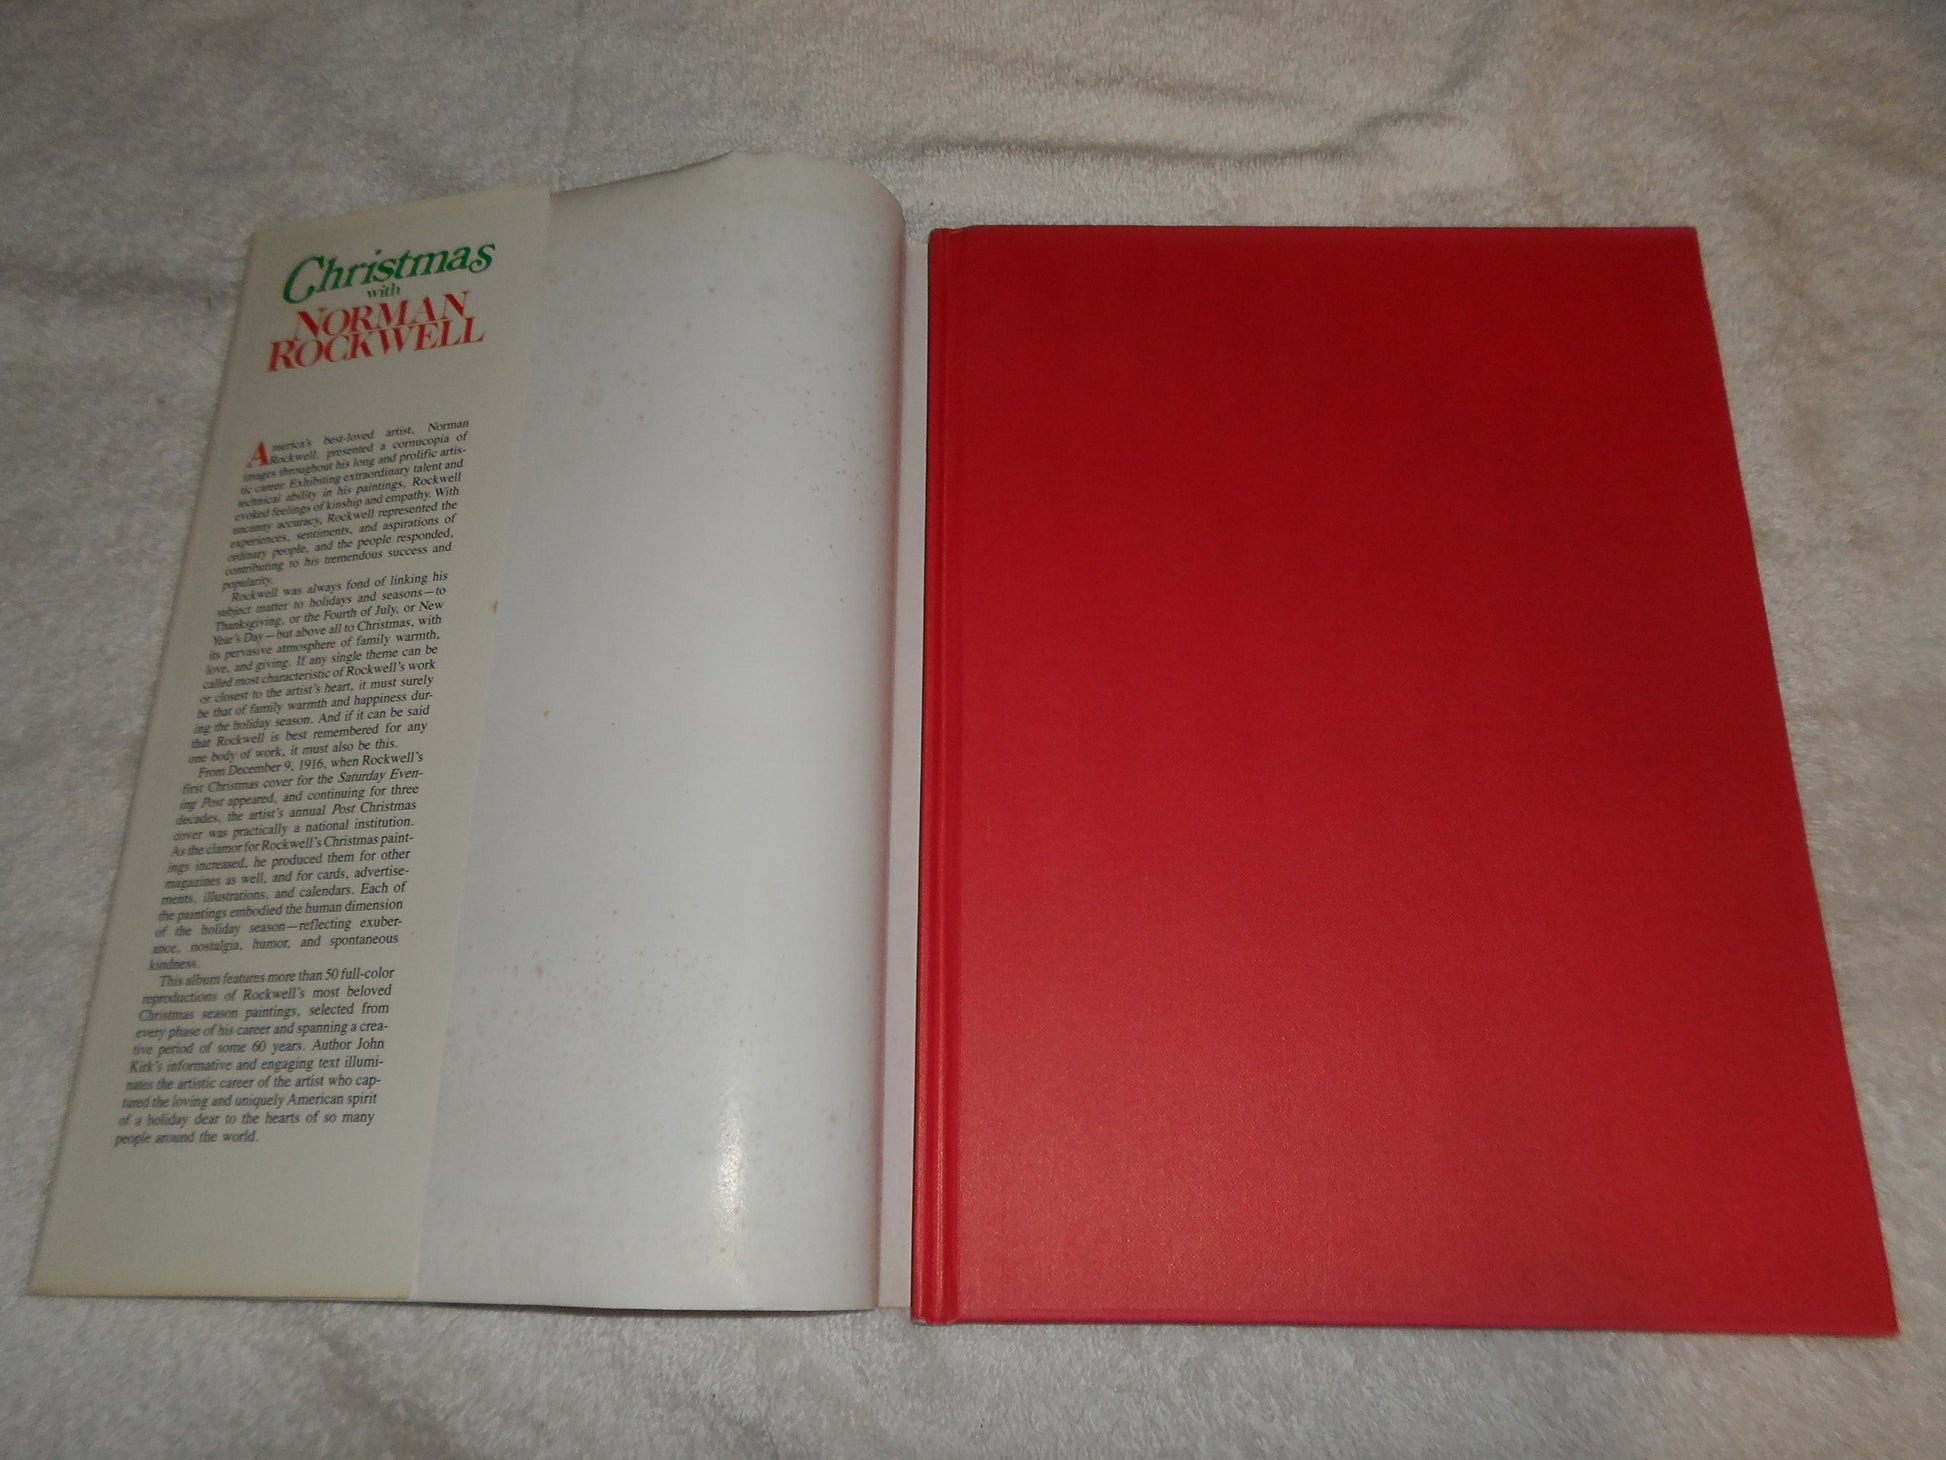 Christmas
with
NORMAN
ROCKWELL
America's best-loved artist, Norman
Rockwell, presented a cornucopia of
images throughout his long and prolific artis-
tic career. Exhibiting extraordinary talent and
technical ability in his paintings, Rockwell
evoked feelings of kinship and empathy. With
uncanny accuracy, Rockwell represented the
experiences, sentiments, and aspirations of
ordinary people, and the people responded,
contributing to his tremendous success and
popularity.
Rockwell was always fond of linking his
subject matter to holidays and seasons—to
Thanksgiving, or the Fourth of July, or New
Year's Day—but above all to Christmas, with
its pervasive atmosphere of family warmth,
love, and giving. If any single theme can be
called most characteristic of Rockwell's work
or closest to the artist's heart, it must surely
be that of family warmth and happiness dur-
ing the holiday season. And if it can be said
that Rockwell is best remembered for any
one body of work, it must also be this.
From December 9, 1916, when Rockwell's
first Christmas cover for the Saturday Even-
ing Post appeared, and continuing for three
decades, the artist's annual Post Christmas
cover was practically a national institution.
As the clamor for Rockwell's Christmas paint-
ings increased, he produced them for other
magazines as well, and for cards, advertise-
ments, illustrations, and calendars. Each of
the paintings embodied the human dimension
of the holiday season—reflecting exuber-
ance, nostalgia, humor, and spontaneous
kindness.
This album features more than 50 full-color
reproductions of Rockwell's most beloved
Christmas season paintings, selected from
every phase of his career and spanning a crea-
tive period of some 60 years. Author John
Kirk's informative and engaging text illumi-
nates the artistic career of the artist who cap-
tured the loving and uniquely American spirit
of a holiday dear to the hearts of so many
people around the world.